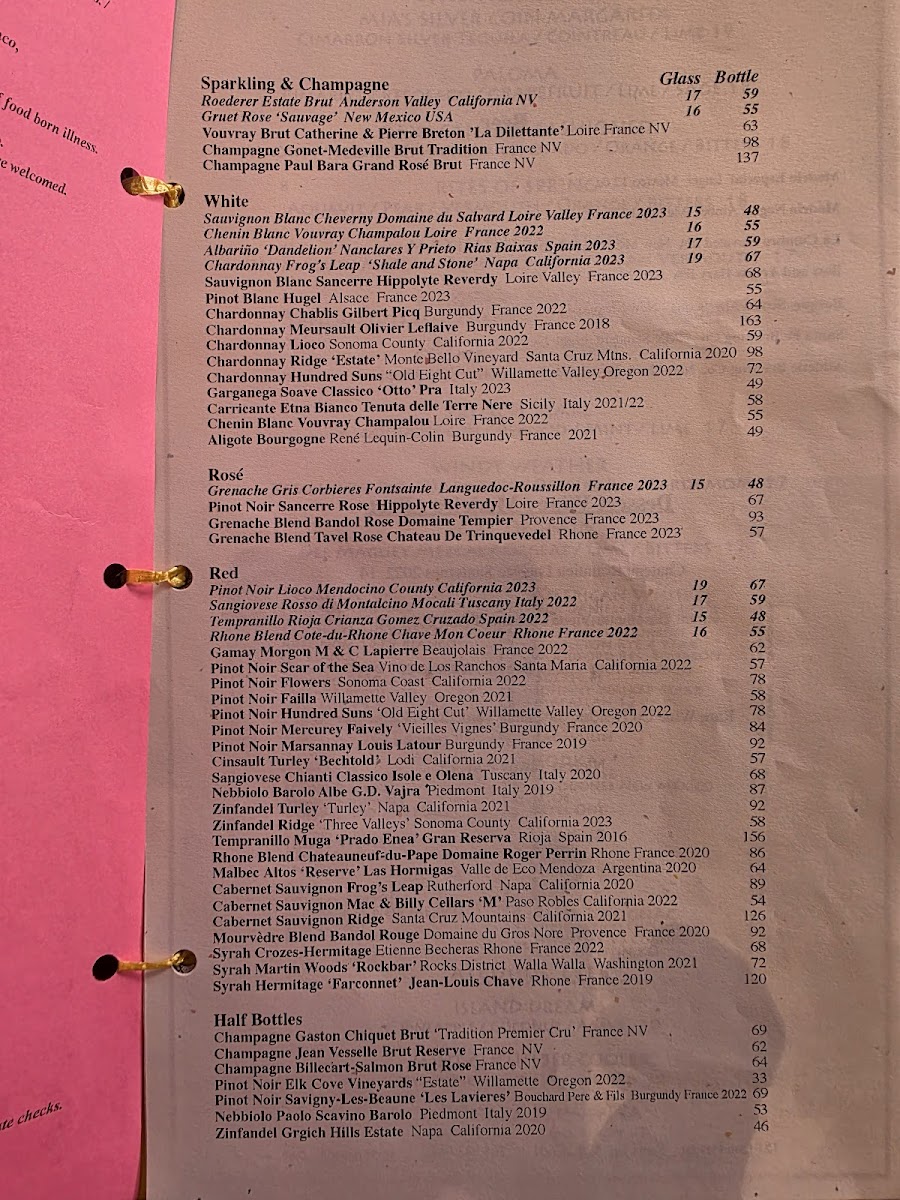 food born illness.
welcomed.
checks.
MIA'S SILVER COIN MARGARITA
Sparkling & Champagne Glass Bottle
Roederer Estate Brut Anderson Valley California NV 17 59
Gruet Rose 'Sauvage' New Mexico USA 16 55
Vouvray Brut Catherine & Pierre Breton 'La Dilettante' Loire France NV 63
Champagne Gonet-Medeville Brut Tradition France NV 98
Champagne Paul Bara Grand Rosé Brut France NV 137
White
Sauvignon Blanc Cheverny Domaine du Salvard Loire Valley France 2023 15 48
Chenin Blanc Vouvray Champalou Loire France 2022 16 55
Albariño 'Dandelion' Nanclares Y Prieto Rias Baixas Spain 2023 17 59
Chardonnay Frog's Leap 'Shale and Stone' Napa California 2023 19 67
Sauvignon Blanc Sancerre Hippolyte Reverdy Loire Valley France 2023 68
Pinot Blanc Hugel Alsace France 2023 55
Chardonnay Chablis Gilbert Picq Burgundy France 2022 64
Chardonnay Meursault Olivier Leflaive Burgundy France 2018 163
Chardonnay Lioco Sonoma County California 2022 59
Chardonnay Ridge 'Estate' Monte Bello Vineyard Santa Cruz Mtns. California 2020 98
Chardonnay Hundred Suns "Old Eight Cut" Willamette Valley Oregon 2022 72
Garganega Soave Classico 'Otto' Pra Italy 2023 49
Carricante Etna Bianco Tenuta delle Terre Nere Sicily Italy 2021/22 58
Chenin Blanc Vouvray Champalou Loire France 2022 55
Aligote Bourgogne René Lequin-Colin Burgundy France 2021 49
Rosé
Grenache Gris Corbieres Fontsainte Languedoc-Roussillon France 2023 15 48
Pinot Noir Sancerre Rose Hippolyte Reverdy Loire France 2023 67
Grenache Blend Bandol Rose Domaine Tempier Provence France 2023 93
Grenache Blend Tavel Rose Chateau De Trinquevedel Rhone France 2023 57
Red
Pinot Noir Lioco Mendocino County California 2023 19 67
Sangiovese Rosso di Montalcino Mocali Tuscany Italy 2022 17 59
Tempranillo Rioja Crianza Gomez Cruzado Spain 2022 15 48
Rhone Blend Cote-du-Rhone Chave Mon Coeur Rhone France 2022 16 55
Gamay Morgon M & C Lapierre Beaujolais France 2022 62
Pinot Noir Scar of the Sea Vino de Los Ranchos Santa Maria California 2022 57
Pinot Noir Flowers Sonoma Coast California 2022 78
Pinot Noir Failla Willamette Valley Oregon 2021 58
Pinot Noir Hundred Suns 'Old Eight Cut' Willamette Valley Oregon 2022 78
Pinot Noir Mercurey Faively 'Vieilles Vignes' Burgundy France 2020 84
Pinot Noir Marsannay Louis Latour Burgundy France 2019 92
Cinsault Turley 'Bechtold' Lodi California 2021 57
Sangiovese Chianti Classico Isole e Olena Tuscany Italy 2020 68
Nebbiolo Barolo Albe G.D. Vajra Piedmont Italy 2019 87
Zinfandel Turley 'Turley' Napa California 2021 92
Zinfandel Ridge 'Three Valleys' Sonoma County California 2023 58
Tempranillo Muga 'Prado Enea' Gran Reserva Rioja Spain 2016 156
Rhone Blend Chateauneuf-du-Pape Domaine Roger Perrin Rhone France 2020 86
Malbec Altos 'Reserve' Las Hormigas Valle de Eco Mendoza Argentina 2020 64
Cabernet Sauvignon Frog's Leap Rutherford Napa California 2020 89
Cabernet Sauvignon Mac & Billy Cellars 'M' Paso Robles California 2022 54
Cabernet Sauvignon Ridge Santa Cruz Mountains California 2021 126
Mourvèdre Blend Bandol Rouge Domaine du Gros Nore Provence France 2020 92
Syrah Crozes-Hermitage Etienne Becheras Rhone France 2022 68
Syrah Martin Woods 'Rockbar' Rocks District Walla Walla Washington 2021 72
Syrah Hermitage 'Farconnet' Jean-Louis Chave Rhone France 2019 120
Half Bottles
Champagne Gaston Chiquet Brut 'Tradition Premier Cru' France NV 69
Champagne Jean Vesselle Brut Reserve France NV 62
Champagne Billecart-Salmon Brut Rose France NV 64
Pinot Noir Elk Cove Vineyards "Estate" Willamette Oregon 2022 33
Pinot Noir Savigny-Les-Beaune 'Les Lavieres' Bouchard Pere & Fils Burgundy France 2022 69
Nebbiolo Paolo Scavino Barolo Piedmont Italy 2019 53
Zinfandel Grgich Hills Estate Napa California 2020 46